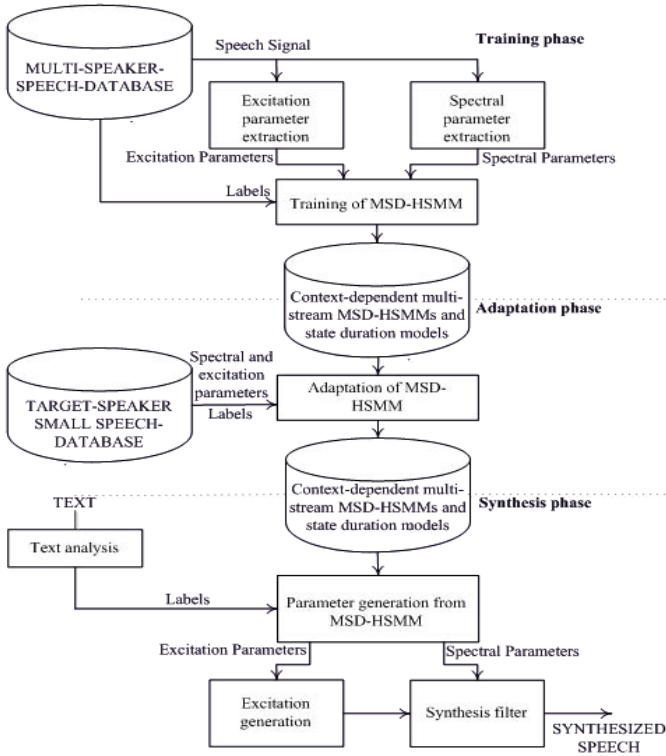 Speech Signal
Training phase
MULTI-SPEAKER-
SPEECH-DATABASE
Excitation
parameter
extraction
Spectral
parameter
extraction
Excitation Parameters
Spectral Parameters
Labels
Training of MSD-HSMM
Context-dependent multi-
stream MSD-HSMMs and
state duration models
Adaptation phase
Spectral and
excitation
parameters
Labels
TARGET-SPEAKER
SMALL SPEECH-
DATABASE
Adaptation of MSD-
HSMM
Context-dependent multi-
stream MSD-HSMMs and
state duration models
Synthesis phase
TEXT
Text analysis
Labels
Parameter generation from
MSD-HSMM
Excitation Parameters
Spectral Parameters
Excitation
generation
Synthesis filter
SYNTHESIZED
SPEECH